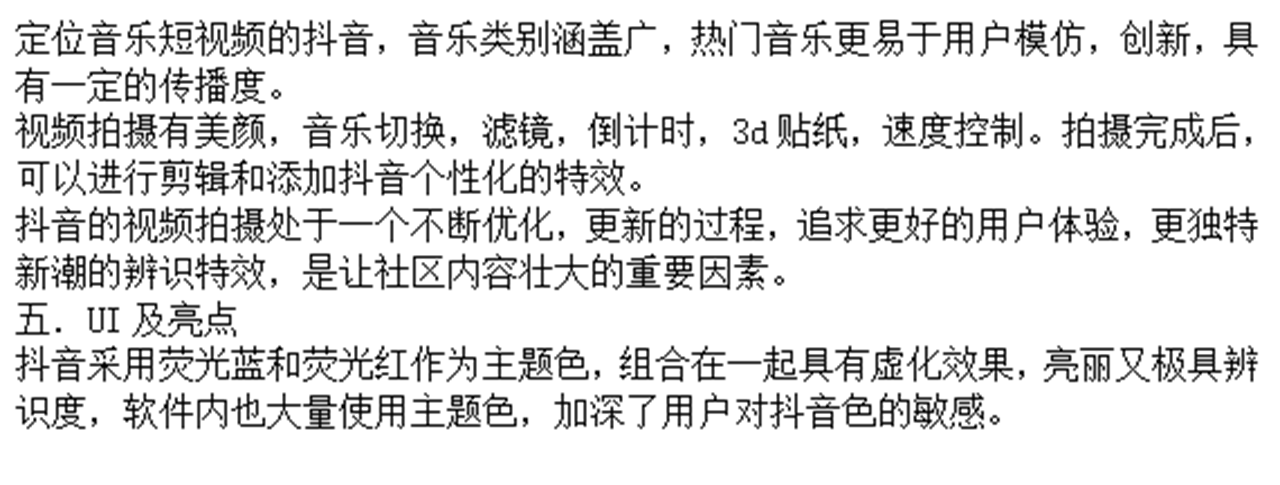 定位音乐短视频的抖音，音乐类别涵盖广，热门音乐更易于用户模仿，创新，具
有一定的传播度。
视频拍摄有美颜，音乐切换，滤镜，倒计时，3d 贴纸，速度控制。拍摄完成后，
可以进行剪辑和添加抖音个性化的特效。
抖音的视频拍摄处于一个不断优化，更新的过程，追求更好的用户体验，更独特
新潮的辨识特效，是让社区内容壮大的重要因素。
五．UI 及亮点
抖音采用荧光蓝和荧光红作为主题色，组合在一起具有虚化效果，亮丽又极具辨
识度，软件内也大量使用主题色，加深了用户对抖音色的敏感。